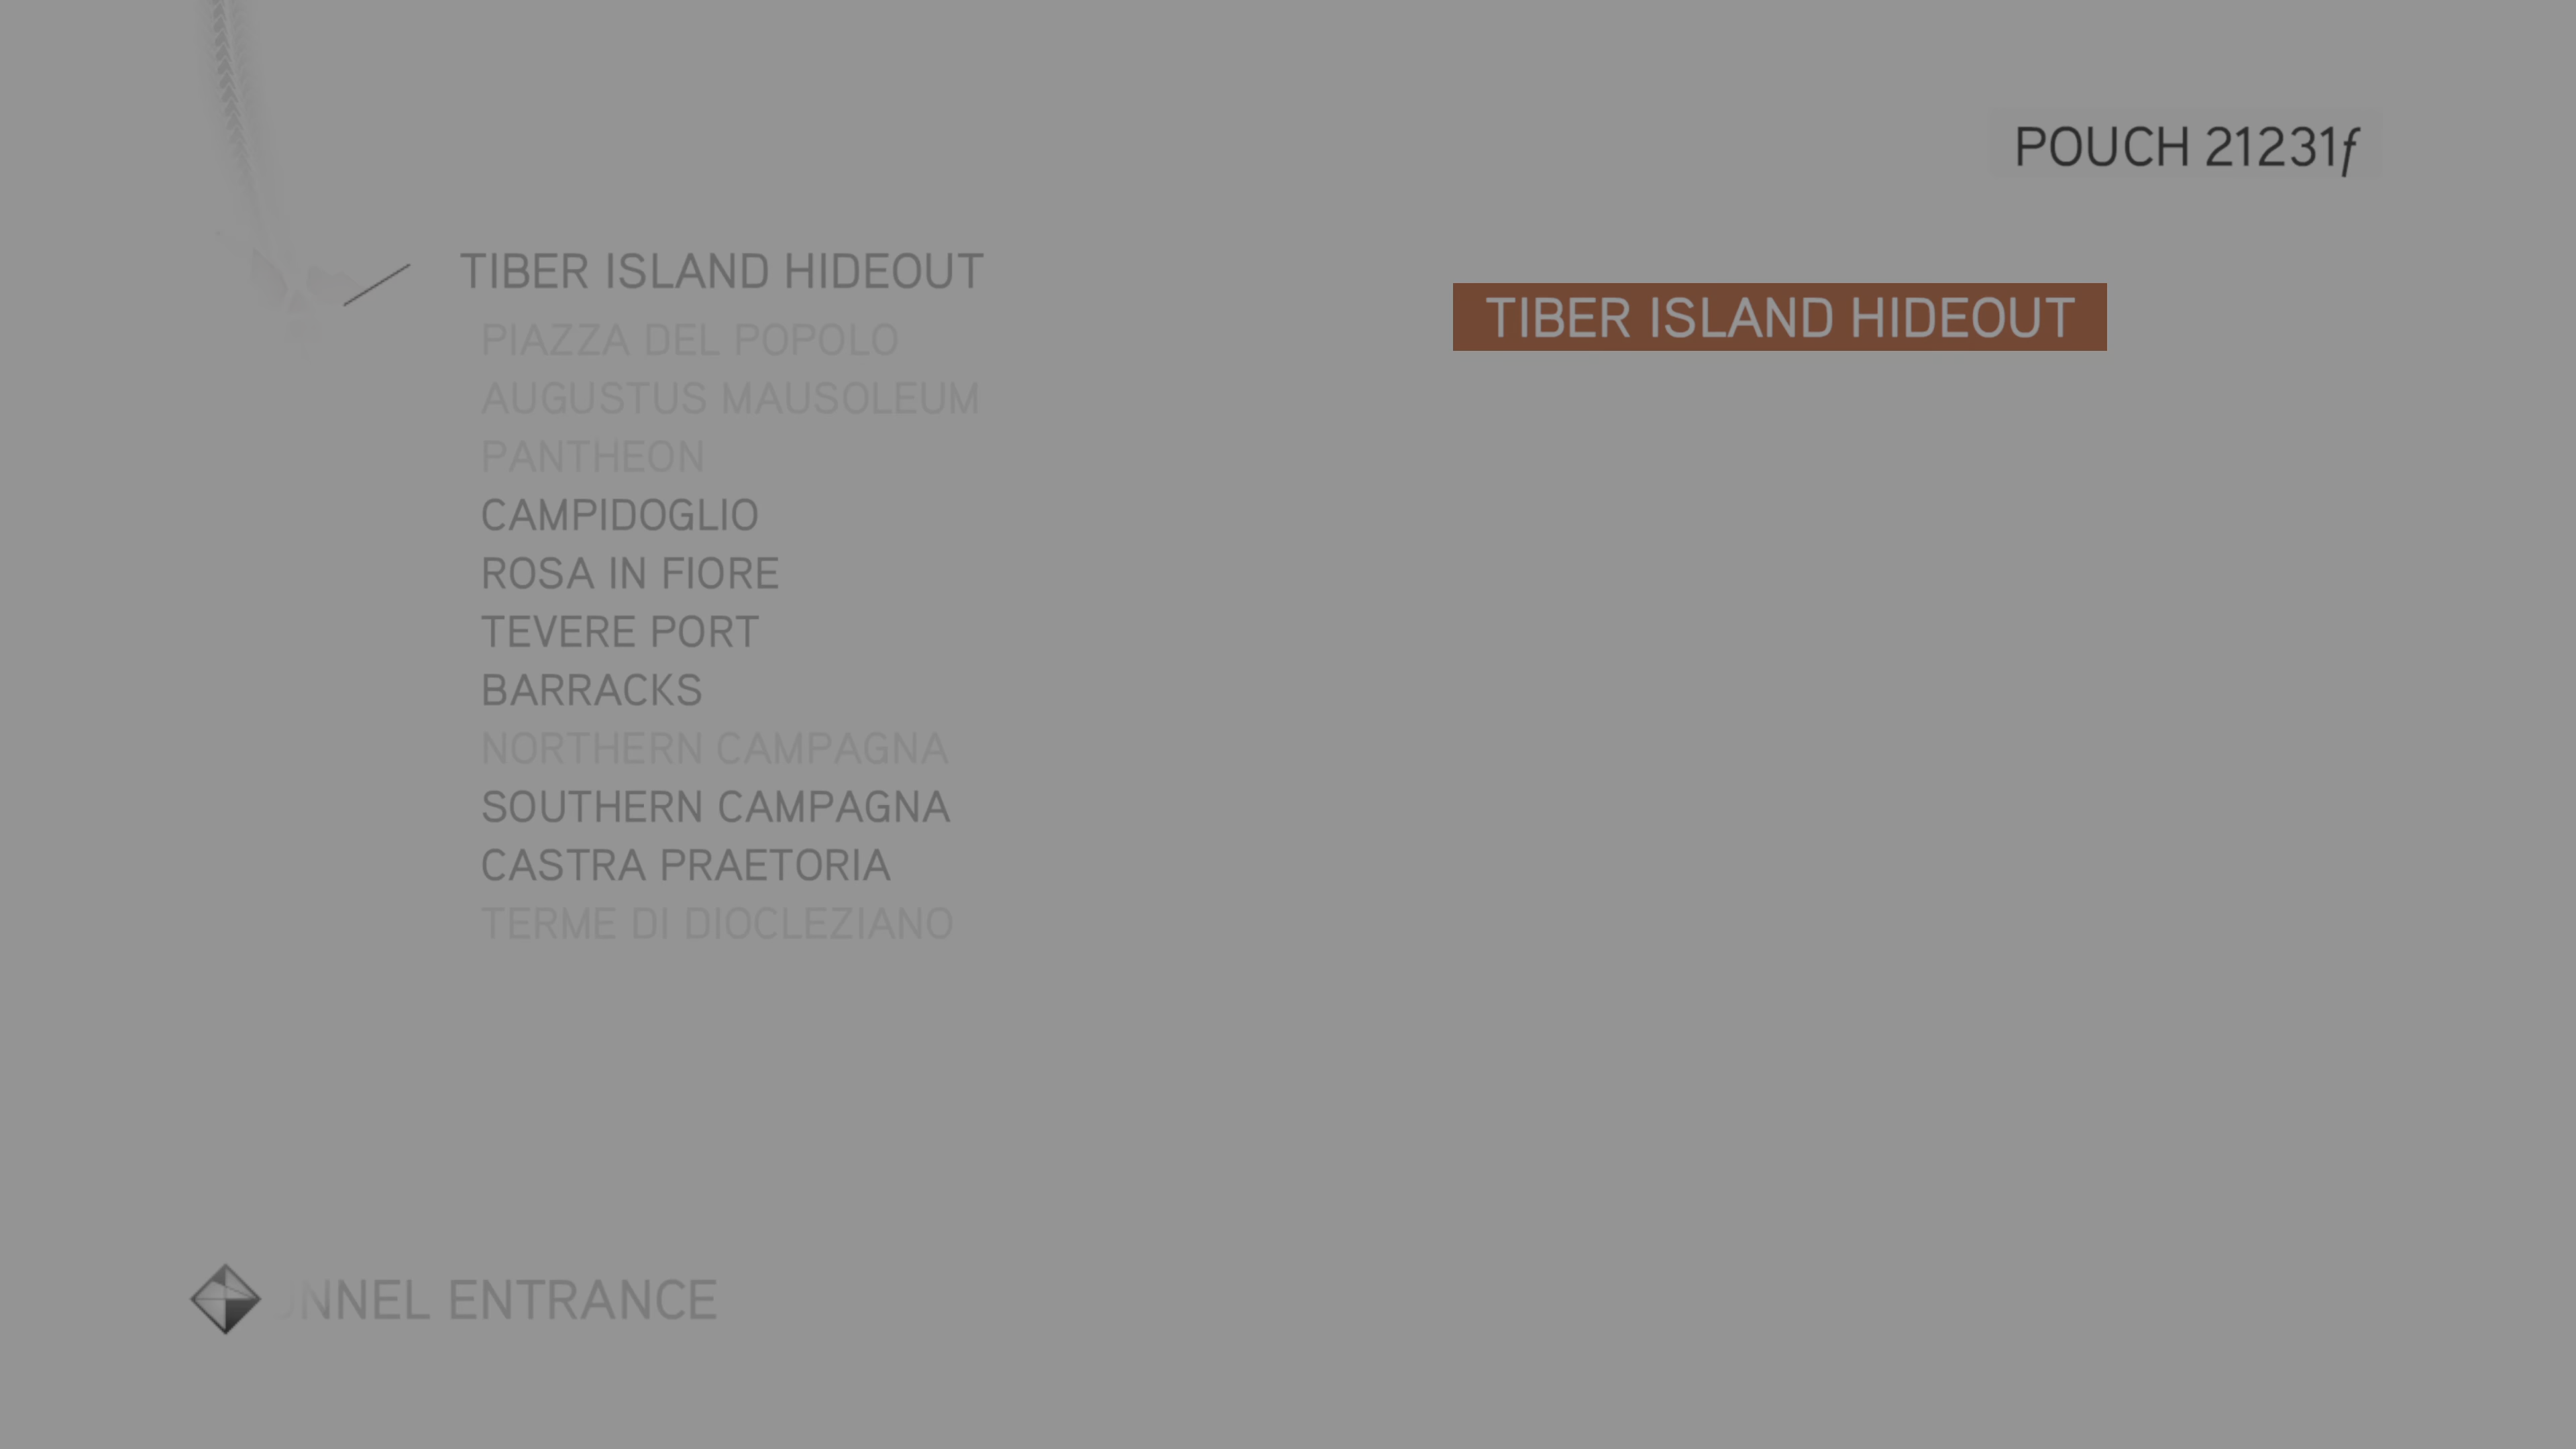 POUCH 21231f
TIBER ISLAND HIDEOUT
TIBER ISLAND HIDEOUT
PIAZZA DEL POPOLO
AUGUSTUS MAUSOLEUM
PANTHEON
CAMPIDOGLIO
ROSA IN FIORE
TEVERE PORT
BARRACKS
NORTHERN CAMPAGNA
SOUTHERN CAMPAGNA
CASTRA PRAETORIA
TERME DI DIOCLEZIANO
UNNEL ENTRANCE